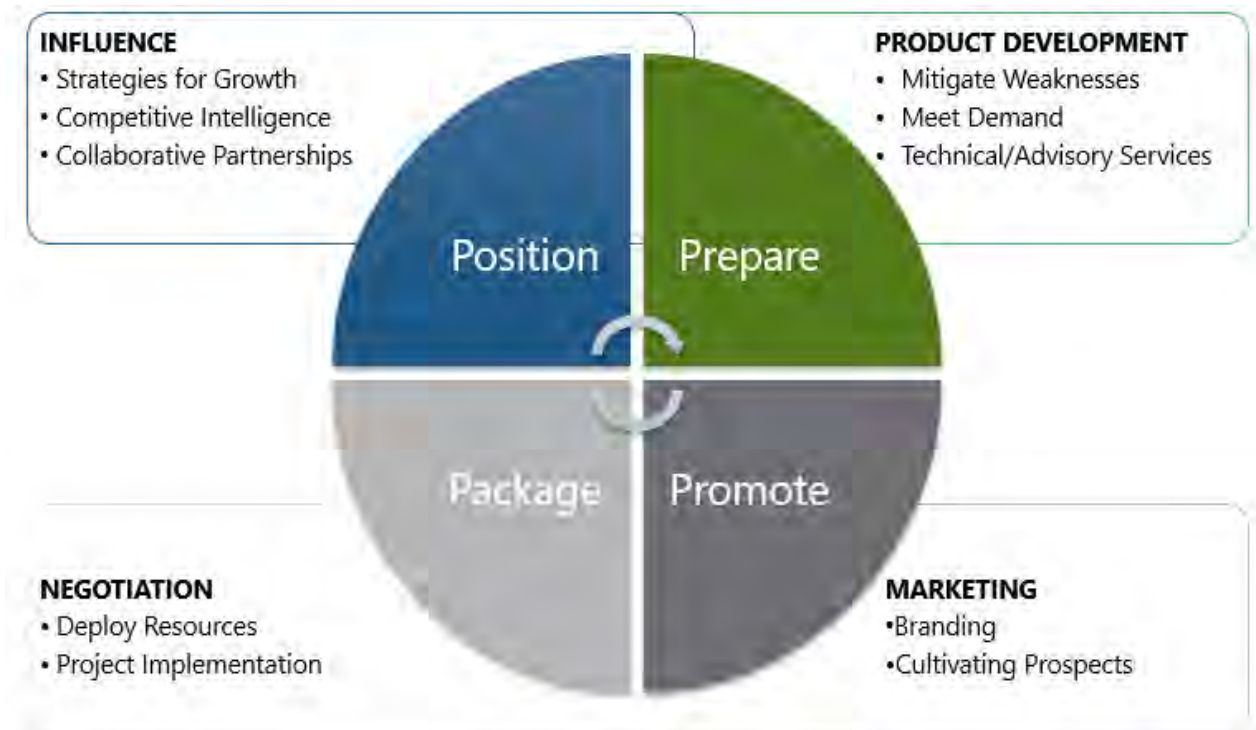 INFLUENCE
• Strategies for Growth
• Competitive Intelligence
• Collaborative Partnerships
PRODUCT DEVELOPMENT
• Mitigate Weaknesses
• Meet Demand
• Technical/Advisory Services
Position
Prepare
Package
Promote
NEGOTIATION
• Deploy Resources
• Project Implementation
MARKETING
•Branding
•Cultivating Prospects